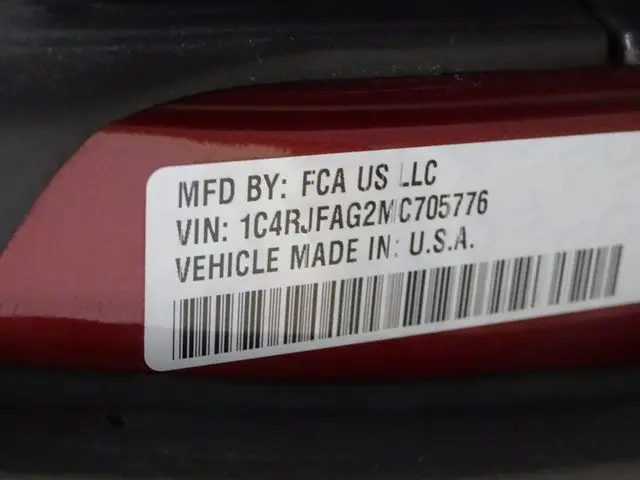 MFD BY: FCA US LLC
VIN: 1C4RJFAG2MC705776
VEHICLE MADE IN: U.S.A.